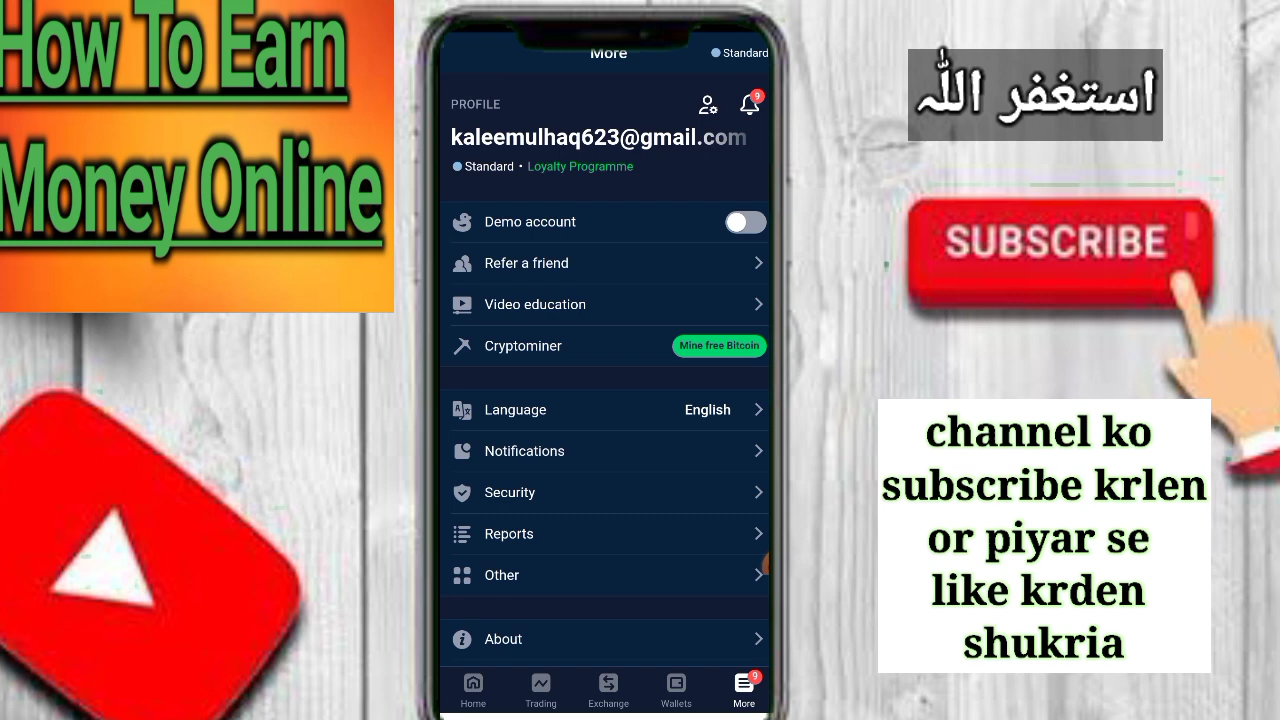 How To Earn
Money Online
More
Standard
PROFILE
9
kaleemulhaq623@gmail.com
Standard • Loyalty Programme
Demo account
Refer a friend
Video education
Cryptominer
Mine free Bitcoin
Language
English
Notifications
Security
Reports
Other
About
Home
Trading
Exchange
Wallets
9
More
استغفر اللّٰہ
SUBSCRIBE
channel ko
subscribe krlen
or piyar se
like krden
shukria